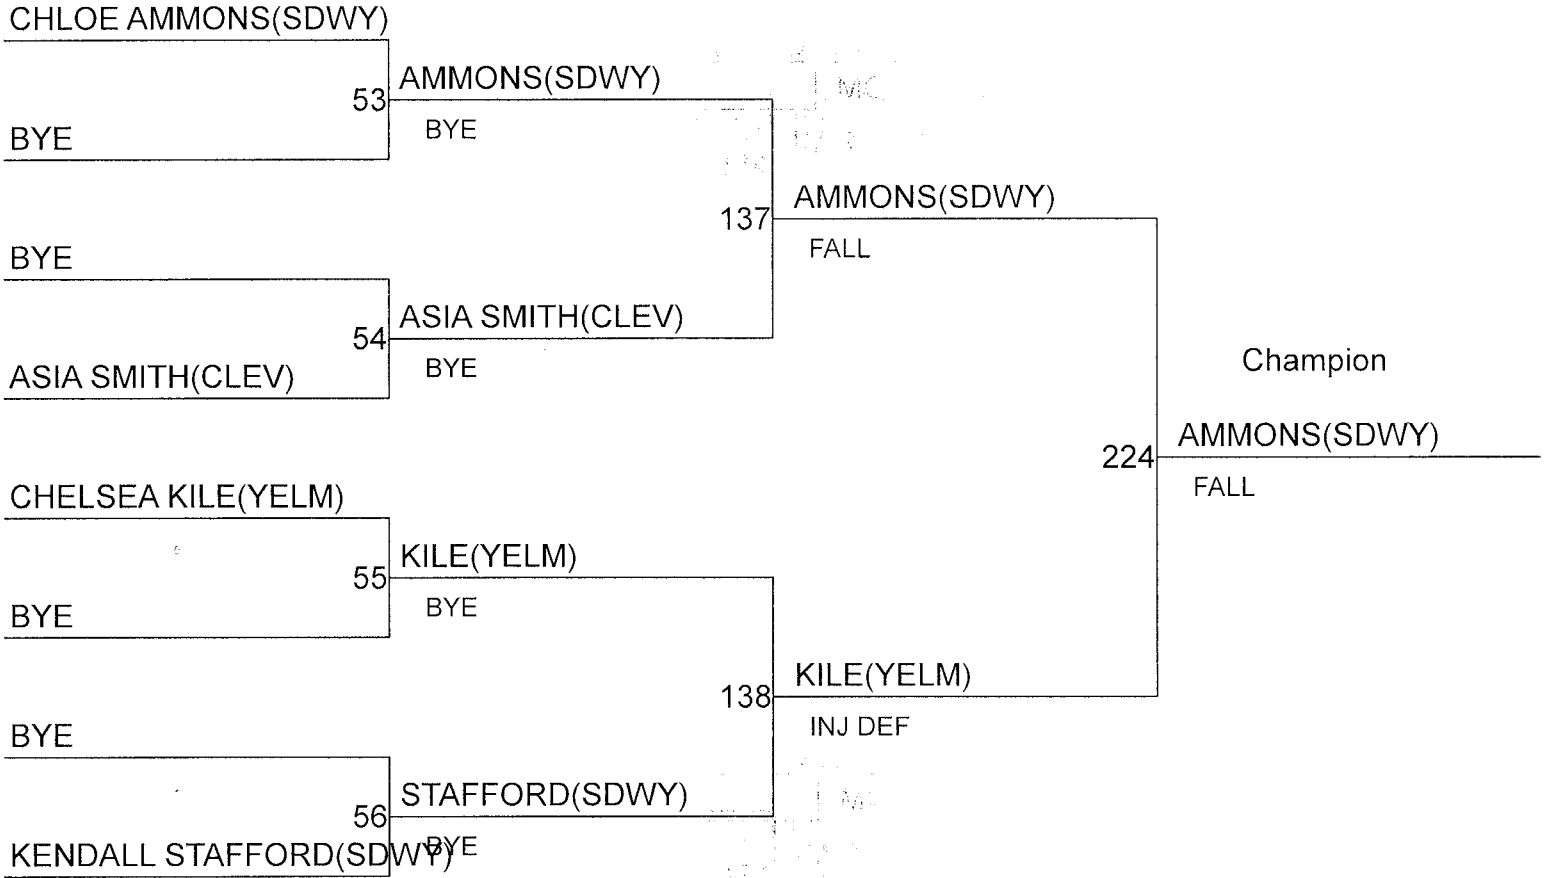 CHLOE AMMONS(SDWY)
53
AMMONS(SDWY)
BYE
BYE
137
AMMONS(SDWY)
FALL
BYE
54
ASIA SMITH(CLEV)
BYE
ASIA SMITH(CLEV)
Champion
224
AMMONS(SDWY)
FALL
CHELSEA KILE(YELM)
55
KILE(YELM)
BYE
BYE
138
KILE(YELM)
INJ DEF
BYE
56
STAFFORD(SDWY)
BYE
KENDALL STAFFORD(SDWY)